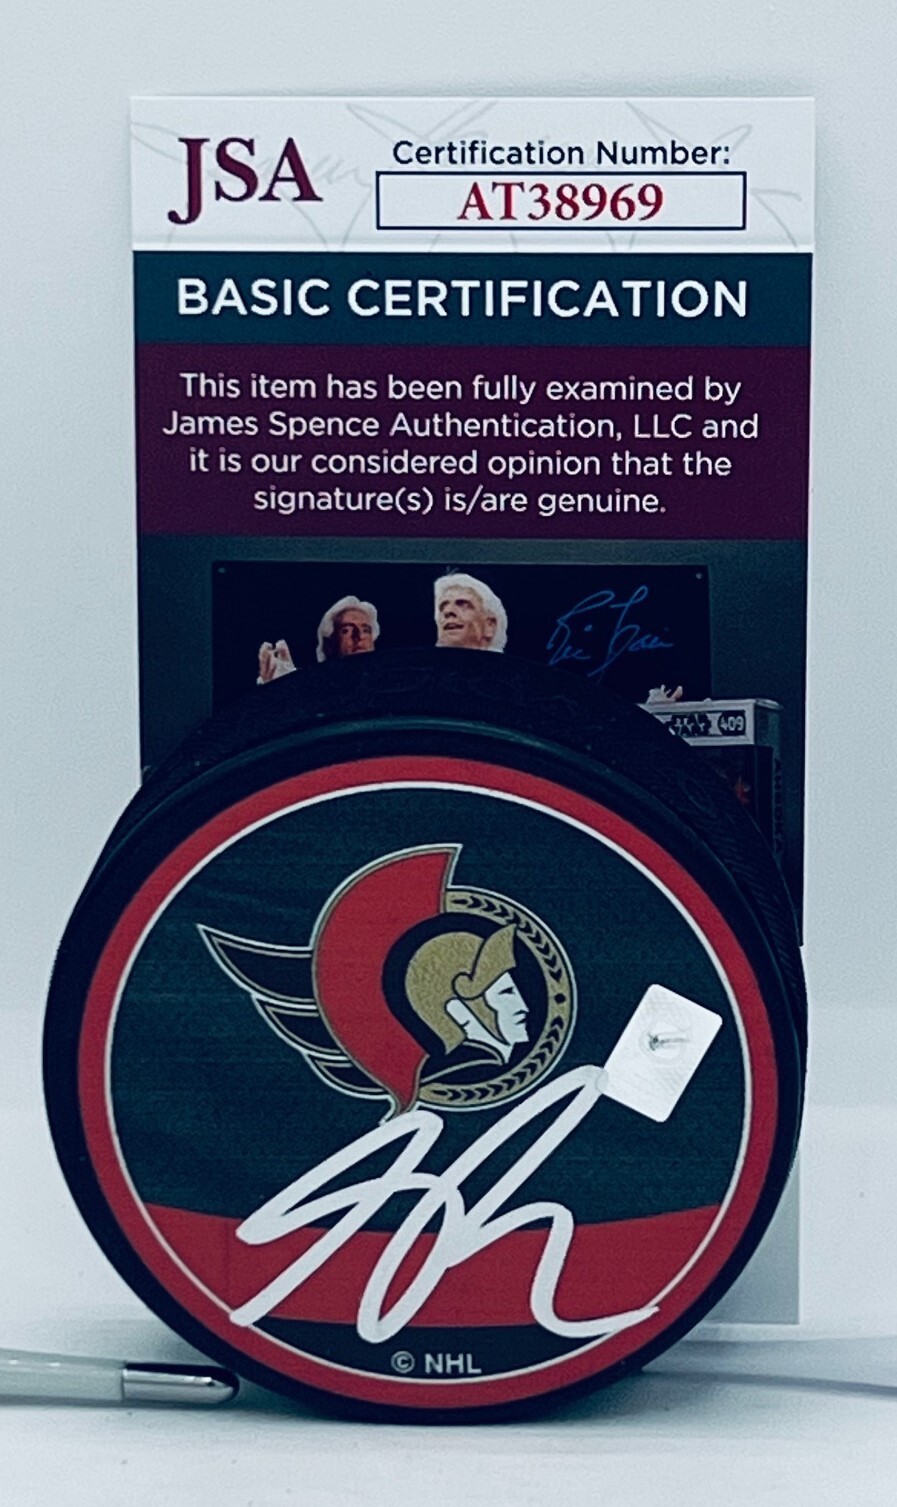 JSA
Certification Number:
AT38969
BASIC CERTIFICATION
This item has been fully examined by
James Spence Authentication, LLC and
it is our considered opinion that the
signature(s) is/are genuine.
409
© NHL